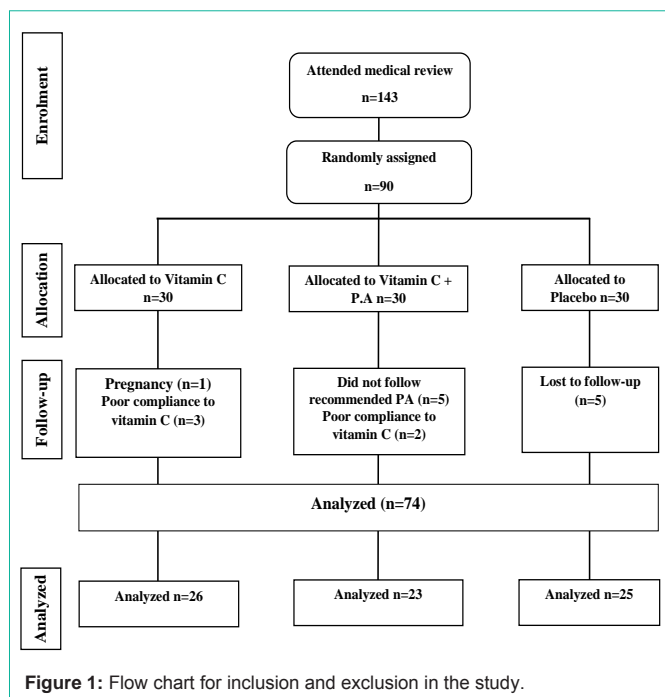 Enrolment
Attended medical review
n=143
Randomly assigned
n=90
Allocation
Allocated to Vitamin C
n=30
Allocated to Vitamin C +
P.A n=30
Allocated to
Placebo n=30
Follow-up
Pregnancy (n=1)
Poor compliance to
vitamin C (n=3)
Did not follow
recommended PA (n=5)
Poor compliance to
vitamin C (n=2)
Lost to follow-up
(n=5)
Analyzed (n=74)
Analyzed
Analyzed n=26
Analyzed n=23
Analyzed n=25
Figure 1: Flow chart for inclusion and exclusion in the study.